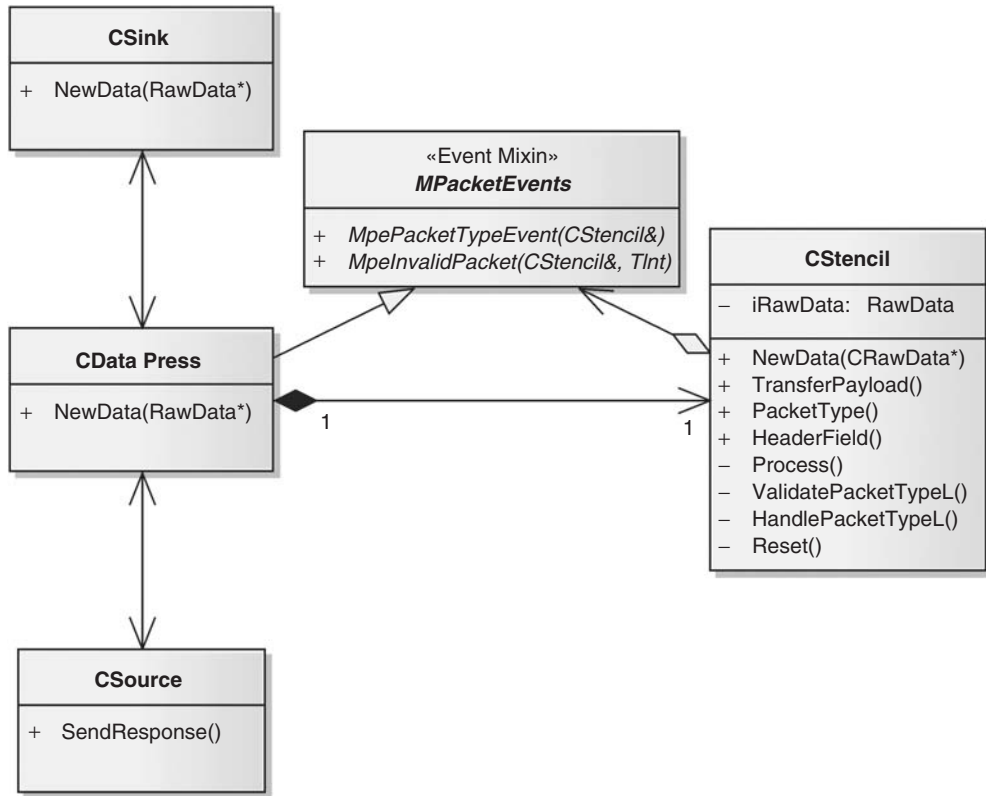 CSink
+ NewData(RawData*)
«Event Mixin»
MPacketEvents
+ MpePacketTypeEvent(CStencil&)
+ MpeInvalidPacket(CStencil&, TInt)
CStencil
− iRawData: RawData
+ NewData(CRawData*)
+ TransferPayload()
+ PacketType()
+ HeaderField()
− Process()
− ValidatePacketTypeL()
− HandlePacketTypeL()
− Reset()
CData Press
+ NewData(RawData*)
1
1
CSource
+ SendResponse()